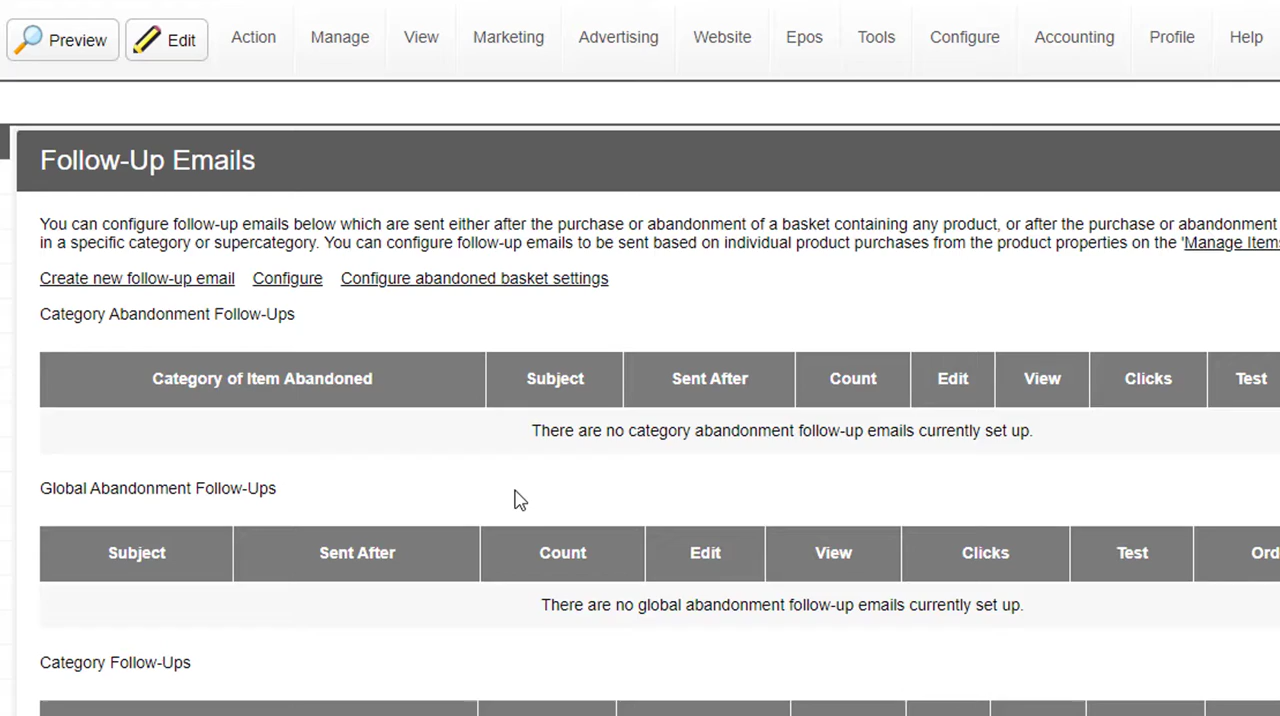 Preview Edit Action Manage View Marketing Advertising Website Epos Tools Configure Accounting Profile Help
Follow-Up Emails
You can configure follow-up emails below which are sent either after the purchase or abandonment of a basket containing any product, or after the purchase or abandonment
in a specific category or supercategory. You can configure follow-up emails to be sent based on individual product purchases from the product properties on the 'Manage Items
Create new follow-up email Configure Configure abandoned basket settings
Category Abandonment Follow-Ups
Category of Item Abandoned Subject Sent After Count Edit View Clicks Test
There are no category abandonment follow-up emails currently set up.
Global Abandonment Follow-Ups
Subject Sent After Count Edit View Clicks Test Ord
There are no global abandonment follow-up emails currently set up.
Category Follow-Ups